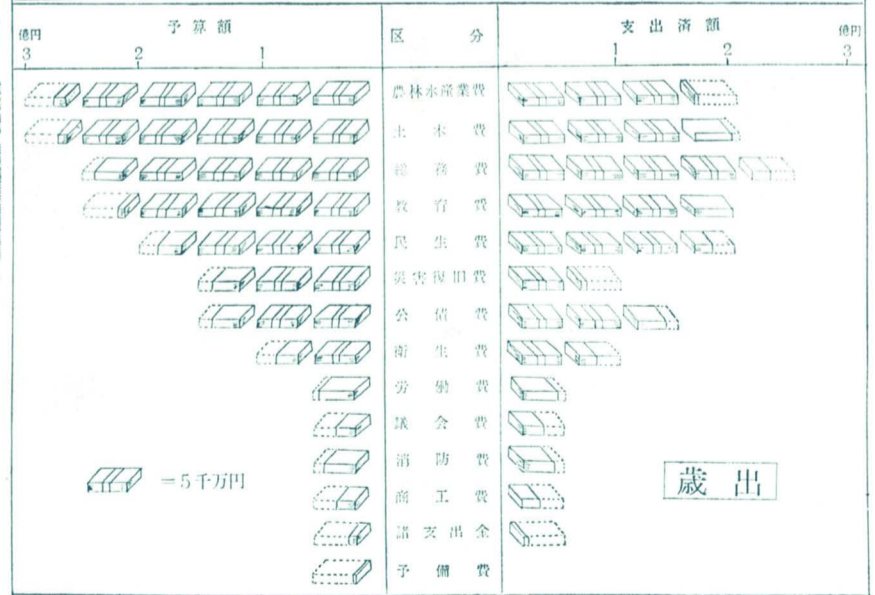 予算額 区分 支出済額
億円 3 2 1 1 2 億円 3
農林水産業費
土木費
総務費
教育費
民生費
災害復旧費
公債費
衛生費
労働費
議会費
消防費
商工費
諸支出金
予備費
=5千万円
歳出